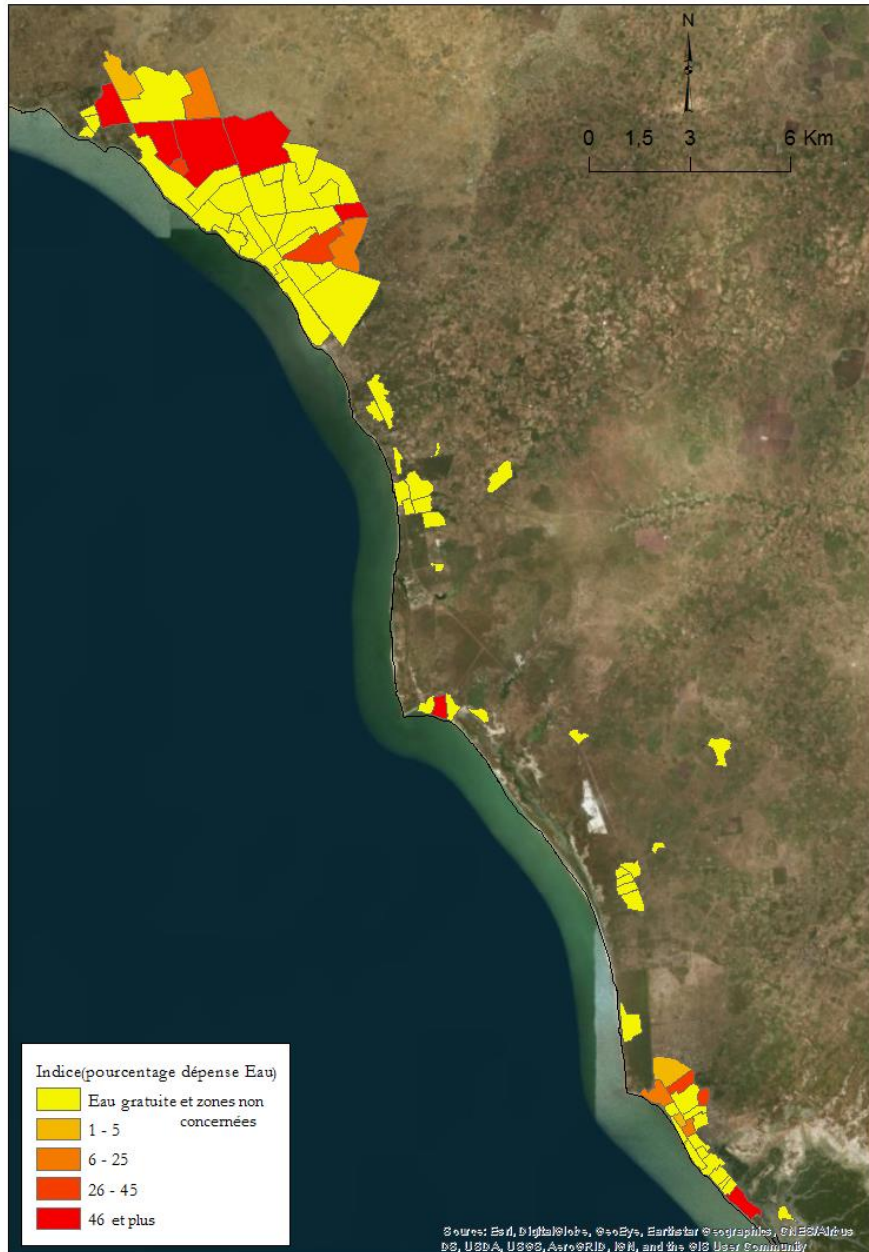 N
0 1,5 3 6 Km
Indice(pourcentage dépense Eau)
Eau gratuite et zones non
concernées
1 - 5
6 - 25
26 - 45
46 et plus
Source: Esri, DigitalGlobe, GeoEye, Earthstar Geographics, CNES/Airbus
DS, USDA, USGS, AeroGRID, IGN, and the GIS User Community